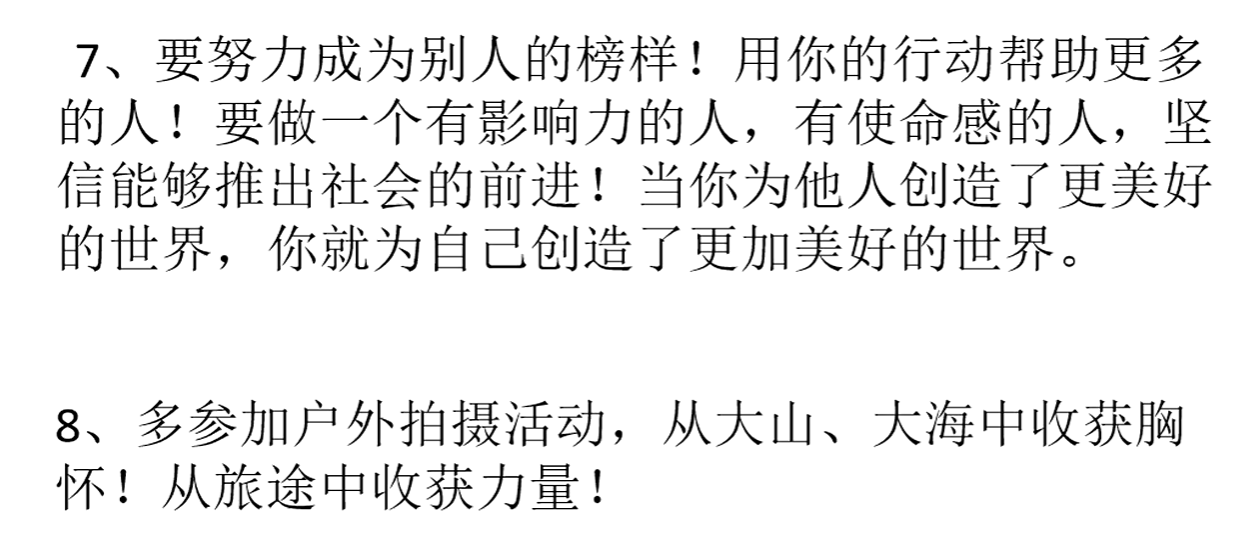 7、要努力成为别人的榜样！用你的行动帮助更多
的人！要做一个有影响力的人，有使命感的人，坚
信能够推出社会的前进！当你为他人创造了更美好
的世界，你就为自己创造了更加美好的世界。
8、多参加户外拍摄活动，从大山、大海中收获胸
怀！从旅途中收获力量！